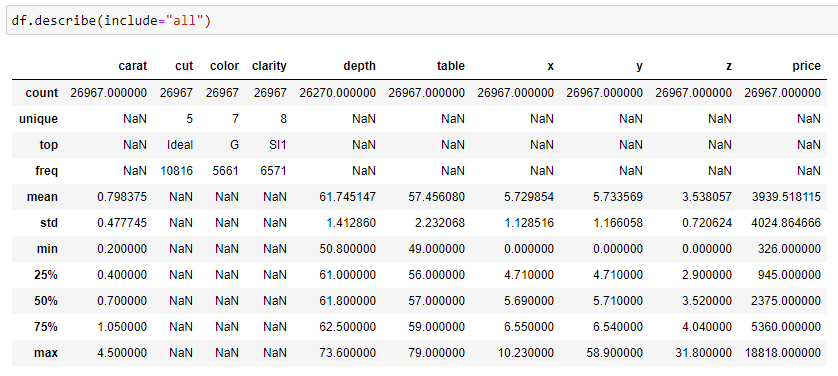 df.describe(include="all")
carat cut color clarity depth table x y z price
count 26967.000000 26967 26967 26967 26270.000000 26967.000000 26967.000000 26967.000000 26967.000000 26967.000000
unique NaN 5 7 8 NaN NaN NaN NaN NaN NaN
top NaN Ideal G SI1 NaN NaN NaN NaN NaN NaN
freq NaN 10816 5661 6571 NaN NaN NaN NaN NaN NaN
mean 0.798375 NaN NaN NaN 61.745147 57.456080 5.729854 5.733569 3.538057 3939.518115
std 0.477745 NaN NaN NaN 1.412860 2.232068 1.128516 1.166058 0.720624 4024.864666
min 0.200000 NaN NaN NaN 50.800000 49.000000 0.000000 0.000000 0.000000 326.000000
25% 0.400000 NaN NaN NaN 61.000000 56.000000 4.710000 4.710000 2.900000 945.000000
50% 0.700000 NaN NaN NaN 61.800000 57.000000 5.690000 5.710000 3.520000 2375.000000
75% 1.050000 NaN NaN NaN 62.500000 59.000000 6.550000 6.540000 4.040000 5360.000000
max 4.500000 NaN NaN NaN 73.600000 79.000000 10.230000 58.900000 31.800000 18818.000000